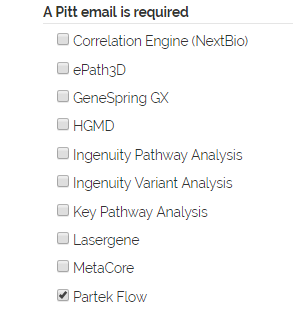 A Pitt email is required
Correlation Engine (NextBio)
ePath3D
GeneSpring GX
HGMD
Ingenuity Pathway Analysis
Ingenuity Variant Analysis
Key Pathway Analysis
Lasergene
MetaCore
Partek Flow